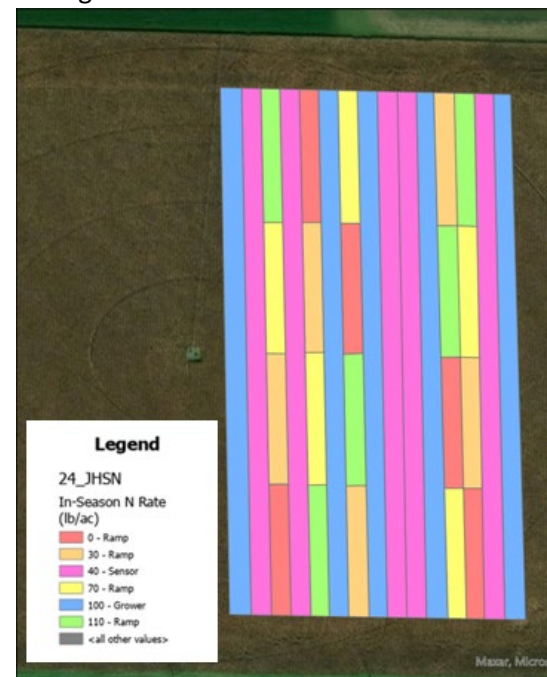 Legend
24_JHSN
In-Season N Rate
(lb/ac)
0 - Ramp
30 - Ramp
40 - Sensor
70 - Ramp
100 - Grower
110 - Ramp
<all other values>
Maxar, Micro